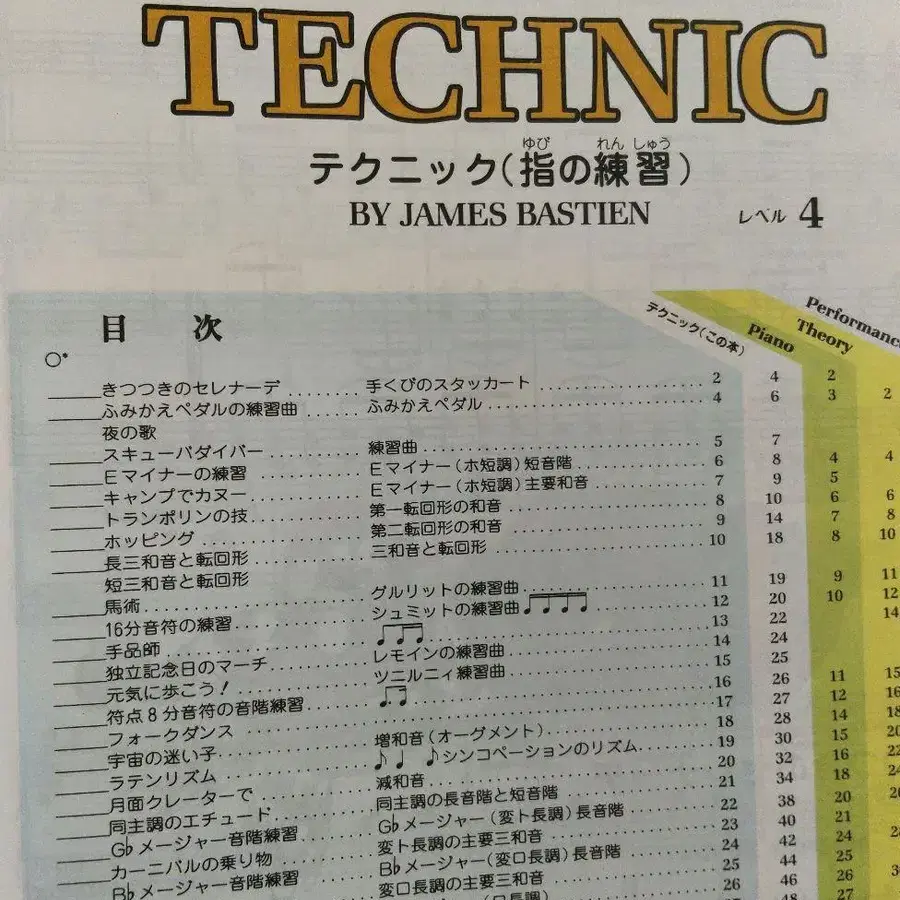 TECHNIC
ゆび れんしゅう
テクニック(指の練習)
BY JAMES BASTIEN レベル 4
目 次
テクニック(この本) Piano Theory Performance
○*
きつつきのセレナーデ 手くびのスタッカート 2 4 2
ふみかえペダルの練習曲 ふみかえペダル 4 6 3 2
夜の歌
スキューバダイバー 練習曲 5 7
Eマイナーの練習 Eマイナー(ホ短調)短音階 6 8 4 4
キャンプでカヌー Eマイナー(ホ短調)主要和音 7 9 5
トランポリンの技 第一転回形の和音 8 10 6 6
ホッピング 第二転回形の和音 9 14 7 8
長三和音と転回形 三和音と転回形 10 18 8 10
短三和音と転回形
馬術 グルリットの練習曲 11 19 9 11
16分音符の練習 シュミットの練習曲 12 20 10 12
手品師 13 22 14
独立記念日のマーチ レモインの練習曲 14 24
元気に歩こう! ツニルニィ練習曲 15 25
符点8分音符の音階練習 16 26 11 15
フォークダンス 17 27 12 16
宇宙の迷い子 増和音(オーグメント) 18 28 14 18
ラテンリズム シンコペーションのリズム 19 30 15 20
月面クレーターで 減和音 20 32 16 22
同主調のエチュード 同主調の長音階と短音階 21 34 18 24
G♭メージャー音階練習 G♭メージャー(変ト長調)長音階 22 38 20
カーニバルの乗り物 変ト長調の主要三和音 23 40 21
B♭メージャー音階練習 B♭メージャー(変ロ長調)長音階 24 42 24
変ロ長調の主要三和音 25 44 25
26 46 26
48 27